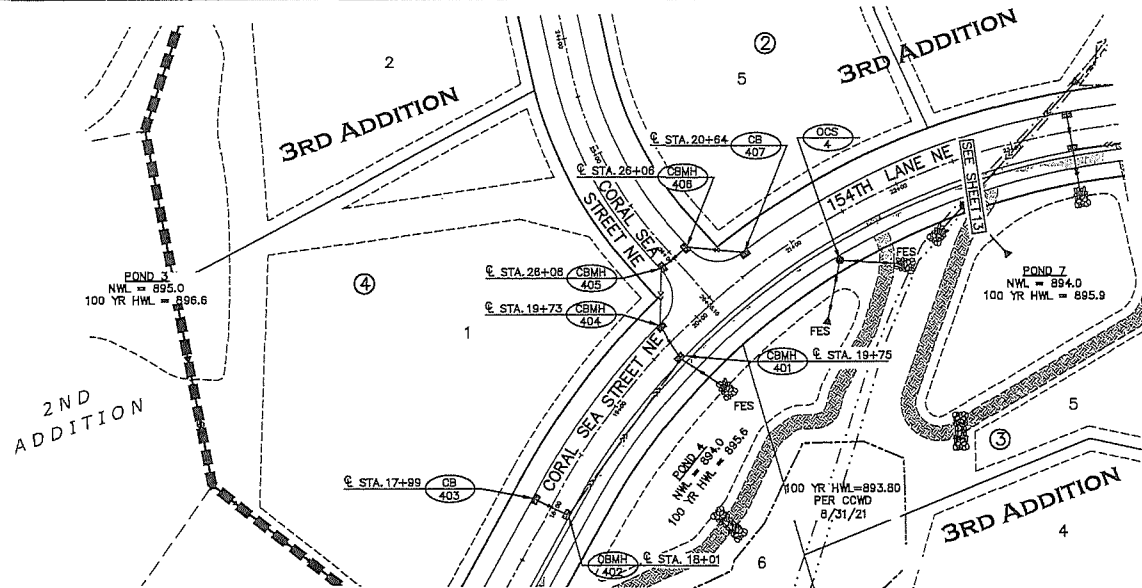 2
3RD ADDITION
2
5
3RD ADDITION
℄ STA. 20+64
CB
407
OCS
4
℄ STA. 26+06
CBMH
406
CORAL SEA
STREET NE
154TH LANE NE
SEE SHEET 13
℄ STA. 26+06
CBMH
405
℄ STA. 19+73
CBMH
404
POND 3
NWL = 895.0
100 YR HWL = 896.6
4
1
FES
FES
POND 7
NWL = 894.0
100 YR HWL = 895.9
CBMH
401
℄ STA. 19+75
FES
CORAL SEA STREET NE
2ND
ADDITION
5
3
POND 4
NWL = 894.0
100 YR HWL = 895.6
100 YR HWL=893.80
PER CCWD
8/31/21
℄ STA. 17+99
CB
403
3RD ADDITION
4
CBMH
402
℄ STA. 18+01
6